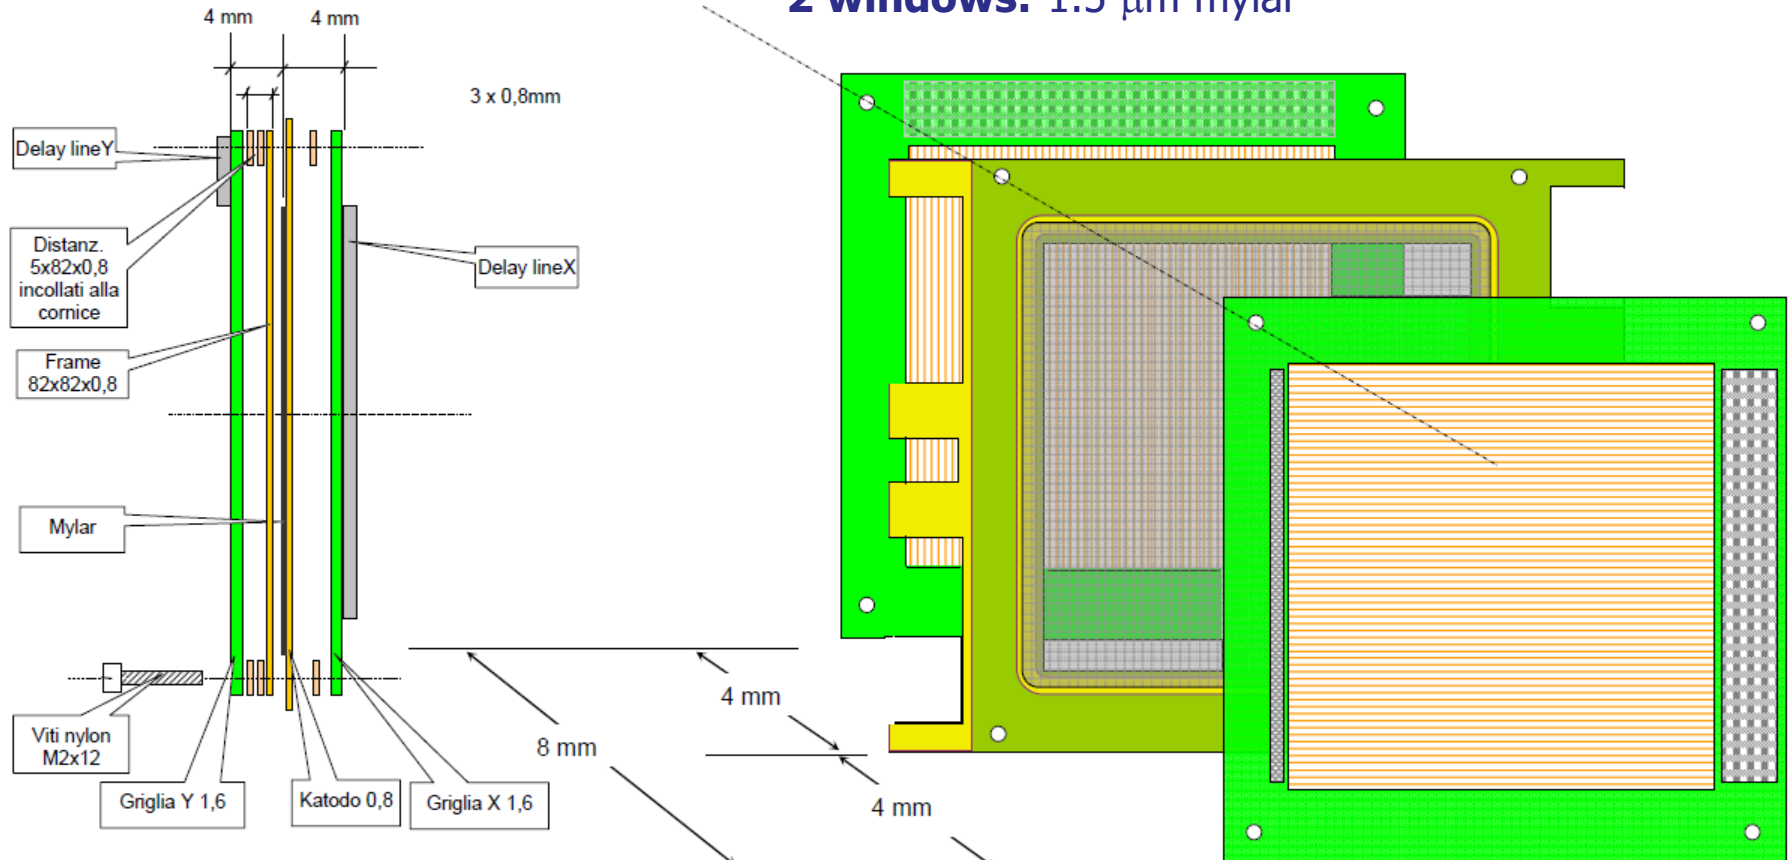 2 windows: 1.5 μm mylar
4 mm
4 mm
3 x 0,8mm
Delay lineY
Distanz.
5x82x0,8
incollati alla
cornice
Delay lineX
Frame
82x82x0,8
Mylar
Viti nylon
M2x12
Griglia Y 1,6
Katodo 0,8
Griglia X 1,6
4 mm
8 mm
4 mm